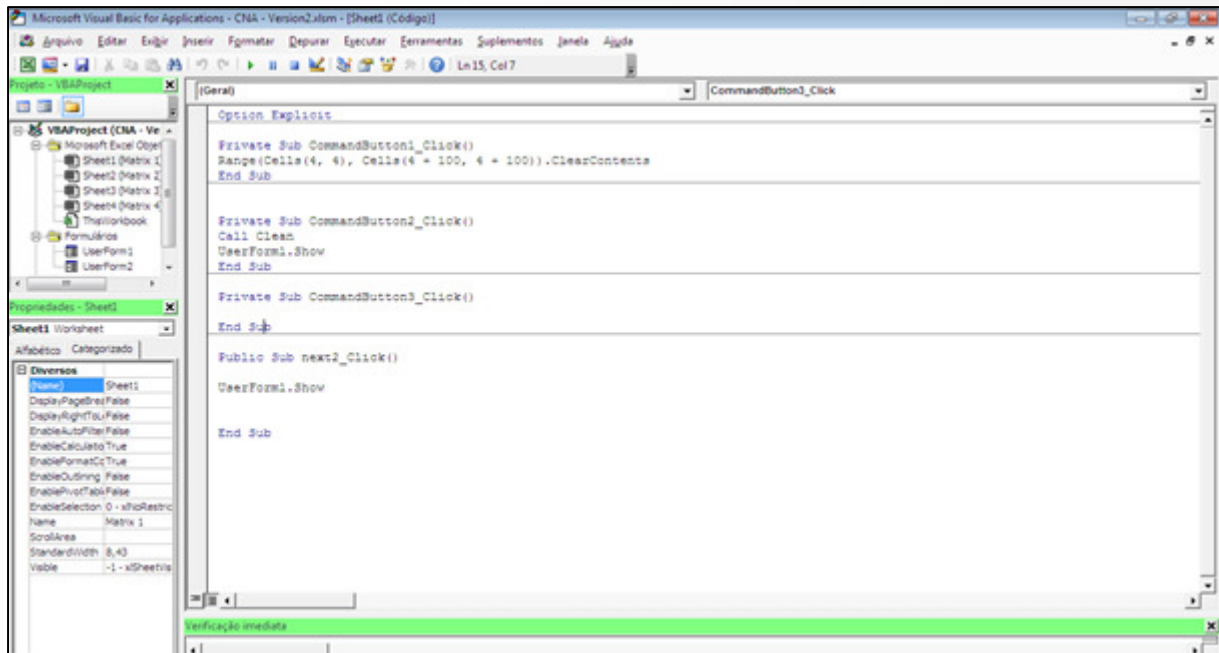 Microsoft Visual Basic for Applications - CNA - Version2.xlsm - [Sheet1 (Código)]
Arquivo Editar Exibir Inserir Formatar Depurar Executar Ferramentas Suplementos Janela Ajuda
Ln 15, Col 7
Projeto - VBAProject
(Geral)
CommandButton3_Click
VBAProject (CNA - Ve
Microsoft Excel Objet
Sheet1 (Matrix 1)
Sheet2 (Matrix 2)
Sheet3 (Matrix 3)
Sheet4 (Matrix 4)
ThisWorkbook
Formulários
UserForm1
UserForm2
Option Explicit
Private Sub CommandButton1_Click()
Range(Cells(4, 4), Cells(4 + 100, 4 + 100)).ClearContents
End Sub
Private Sub CommandButton2_Click()
Call Clean
UserForm1.Show
End Sub
Private Sub CommandButton3_Click()
End Sub
Public Sub next2_Click()
UserForm1.Show
End Sub
Propriedades - Sheet1
Sheet1 Worksheet
Alfabético Categorizado
Diversos
(Name) Sheet1
DisplayPageBrea False
DisplayRightToL False
EnableAutoFilter False
EnableCalculatio True
EnableFormatCo True
EnableOutlining False
EnablePivotTabl False
EnableSelection 0 - xlNoRestric
Name Matrix 1
ScrollArea
StandardWidth 8,43
Visible -1 - xlSheetVis
Verificação imediata